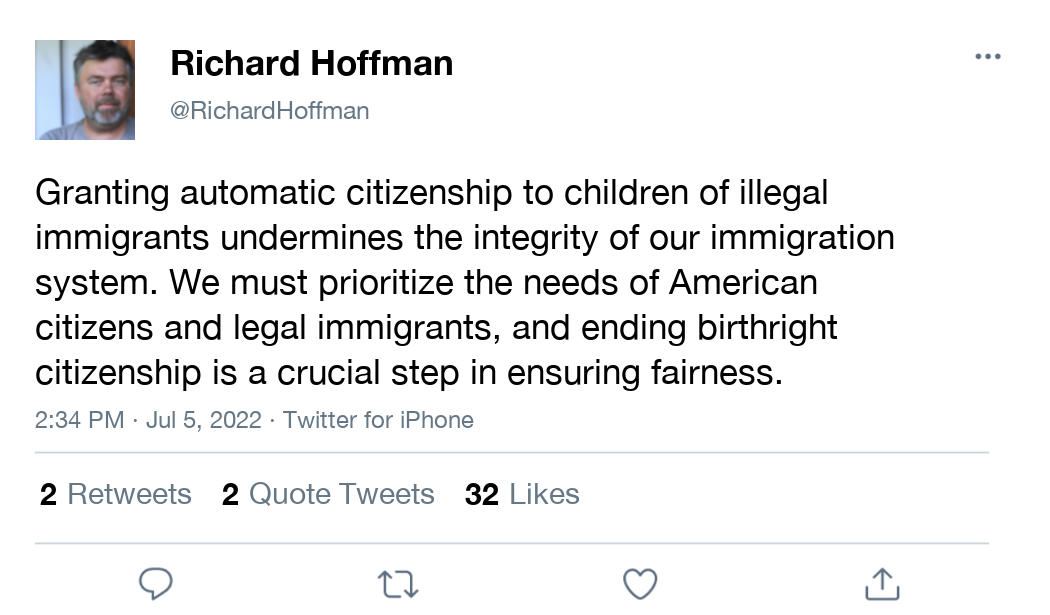 Richard Hoffman
@RichardHoffman
Granting automatic citizenship to children of illegal
immigrants undermines the integrity of our immigration
system. We must prioritize the needs of American
citizens and legal immigrants, and ending birthright
citizenship is a crucial step in ensuring fairness.
2:34 PM · Jul 5, 2022 · Twitter for iPhone
2 Retweets 2 Quote Tweets 32 Likes